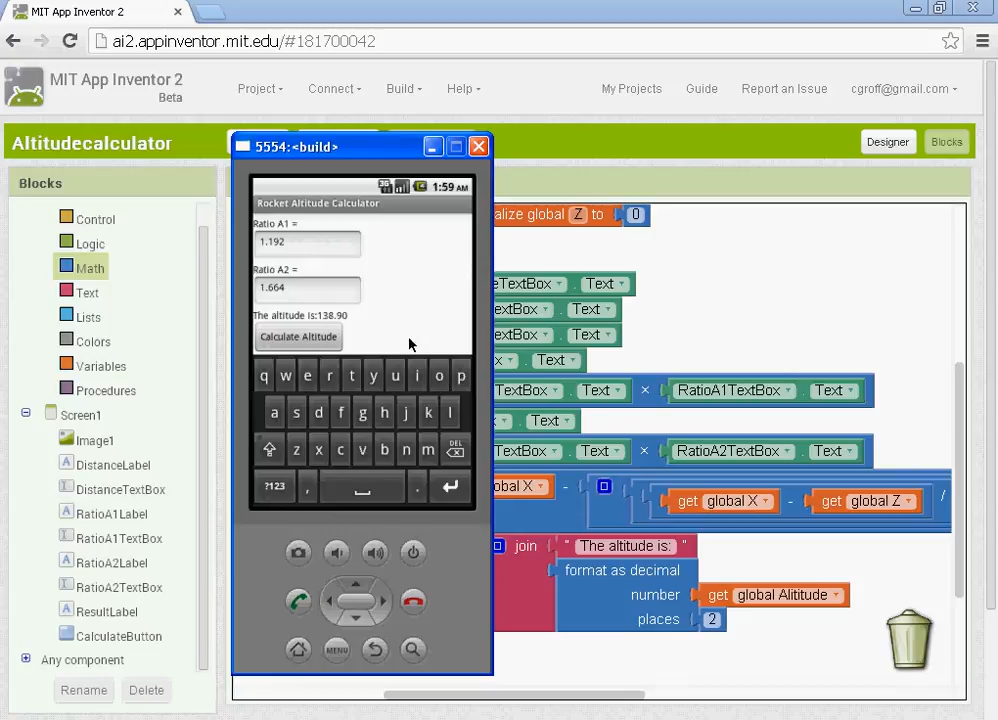 MIT App Inventor 2
ai2.appinventor.mit.edu/#181700042
MIT App Inventor 2
Beta
Project
Connect
Build
Help
My Projects
Guide
Report an Issue
cgroff@gmail.com
Altitudecalculator
Designer
Blocks
Blocks
Control
Logic
Math
Text
Lists
Colors
Variables
Procedures
Screen1
Image1
DistanceLabel
DistanceTextBox
RatioA1Label
RatioA1TextBox
RatioA2Label
RatioA2TextBox
ResultLabel
CalculateButton
Any component
Rename
Delete
5554:<build>
3G
1:59 AM
Rocket Altitude Calculator
Ratio A1 =
1.192
Ratio A2 =
1.664
The altitude is:138.90
Calculate Altitude
q w e r t y u i o p
a s d f g h j k l
z x c v b n m DEL
?123 , .
MENU
alize global Z to 0
eTextBox . Text
extBox . Text
extBox . Text
x . Text
TextBox . Text × RatioA1TextBox . Text
. Text
TextBox . Text × RatioA2TextBox . Text
obal X - get global X - get global Z /
join " The altitude is: "
format as decimal
number get global Alititude
places 2